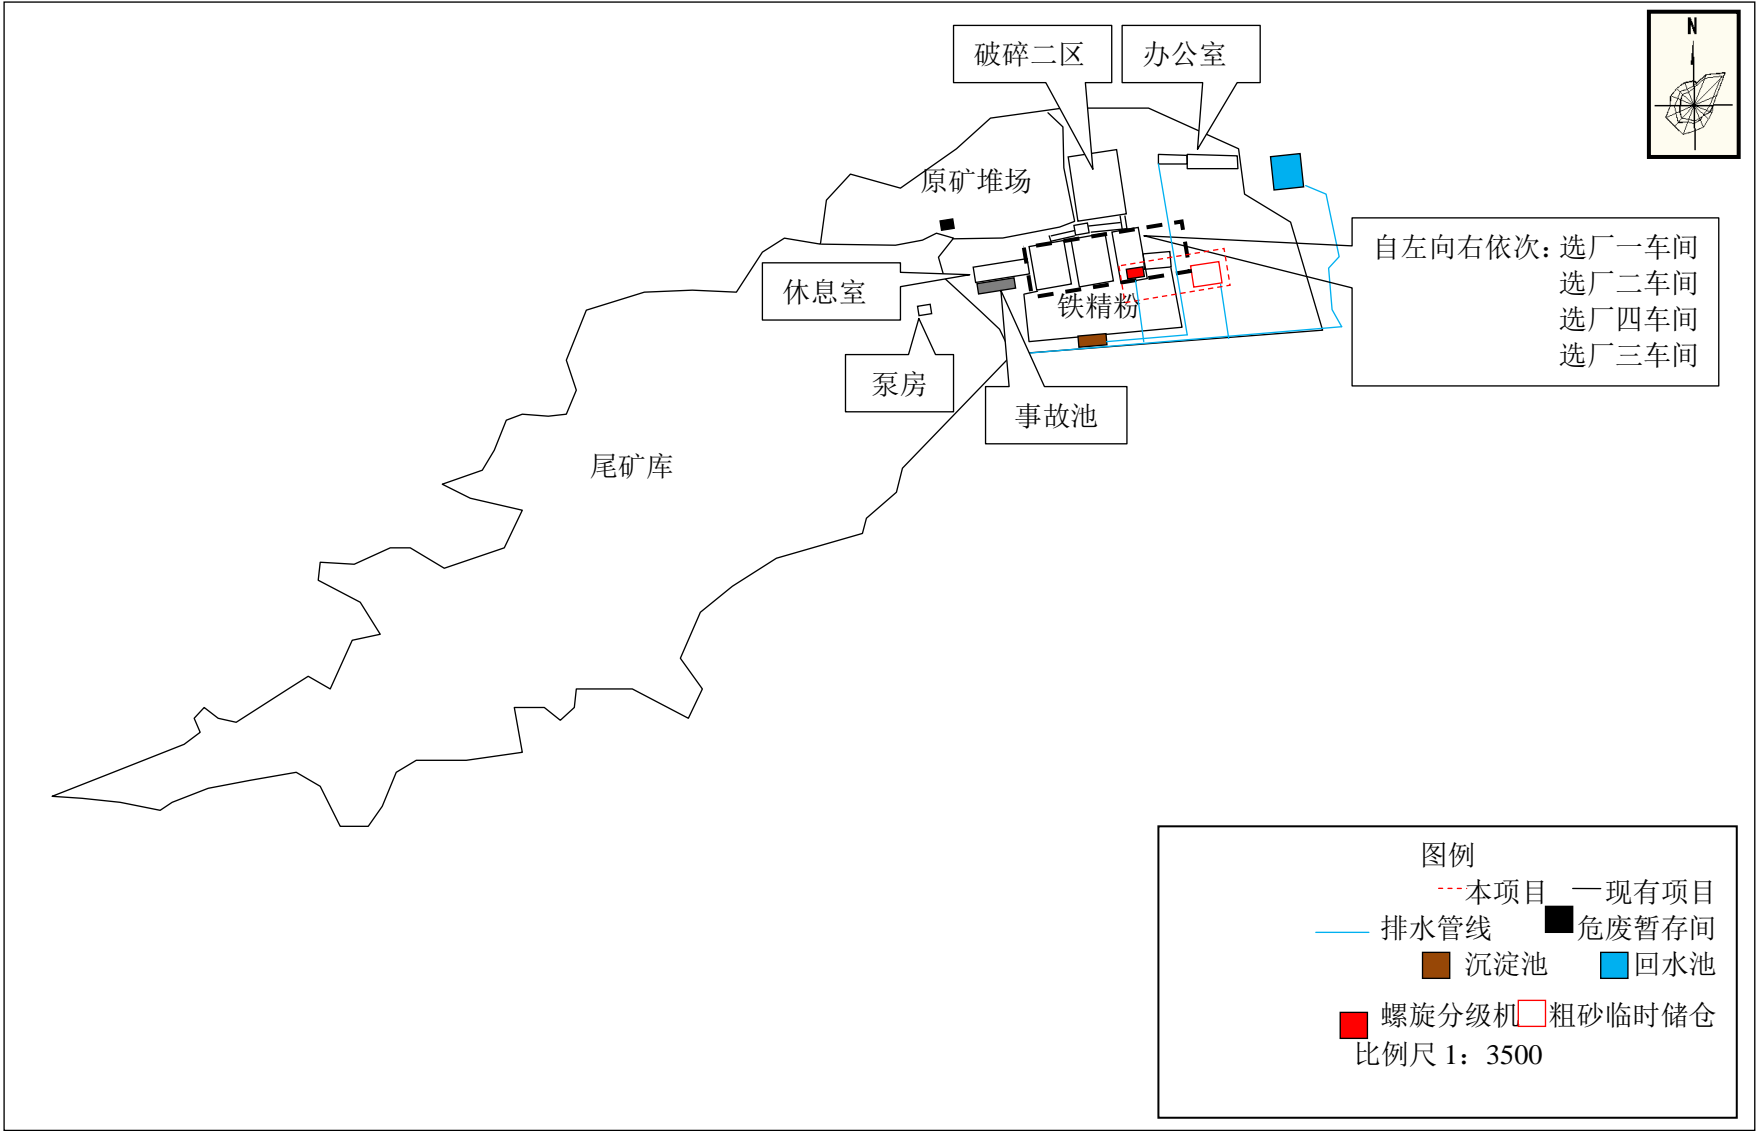 N
破碎二区
办公室
原矿堆场
自左向右依次：选厂一车间
选厂二车间
选厂四车间
选厂三车间
休息室
铁精粉
泵房
事故池
尾矿库
图例
本项目
现有项目
排水管线
危废暂存间
沉淀池
回水池
螺旋分级机
粗砂临时储仓
比例尺 1：3500